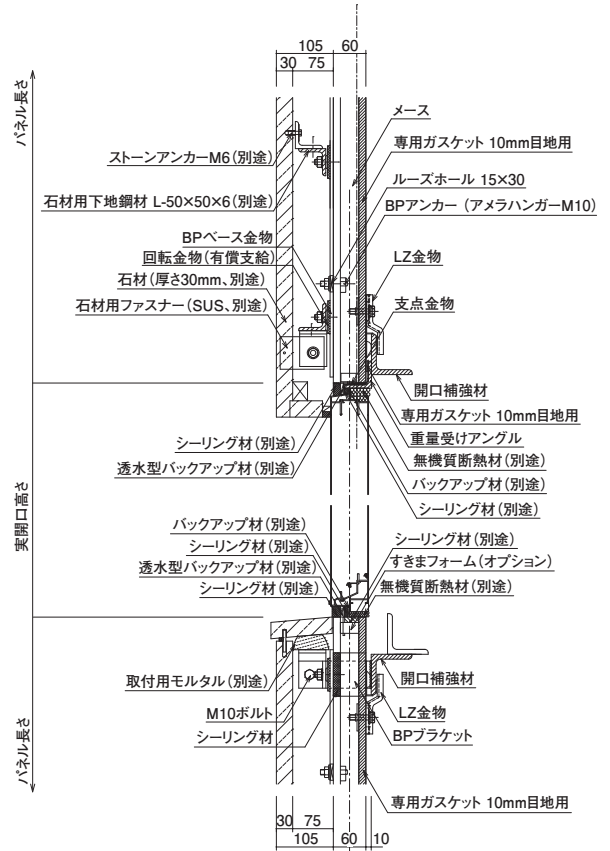 105 60
30 75
パネル長さ
メース
専用ガスケット 10mm目地用
ストーンアンカーM6(別途)
ルーズホール 15×30
石材用下地鋼材 L-50×50×6(別途)
BPアンカー (アメラハンガーM10)
BPベース金物
LZ金物
回転金物(有償支給)
石材(厚さ30mm、別途)
支点金物
石材用ファスナー(SUS、別途)
開口補強材
専用ガスケット 10mm目地用
重量受けアングル
シーリング材(別途)
無機質断熱材(別途)
透水型バックアップ材(別途)
バックアップ材(別途)
シーリング材(別途)
実開口高さ
バックアップ材(別途)
シーリング材(別途)
シーリング材(別途)
すきまフォーム(オプション)
透水型バックアップ材(別途)
無機質断熱材(別途)
シーリング材(別途)
取付用モルタル(別途)
開口補強材
M10ボルト
LZ金物
シーリング材
BPブラケット
パネル長さ
専用ガスケット 10mm目地用
30 75
105 60 10